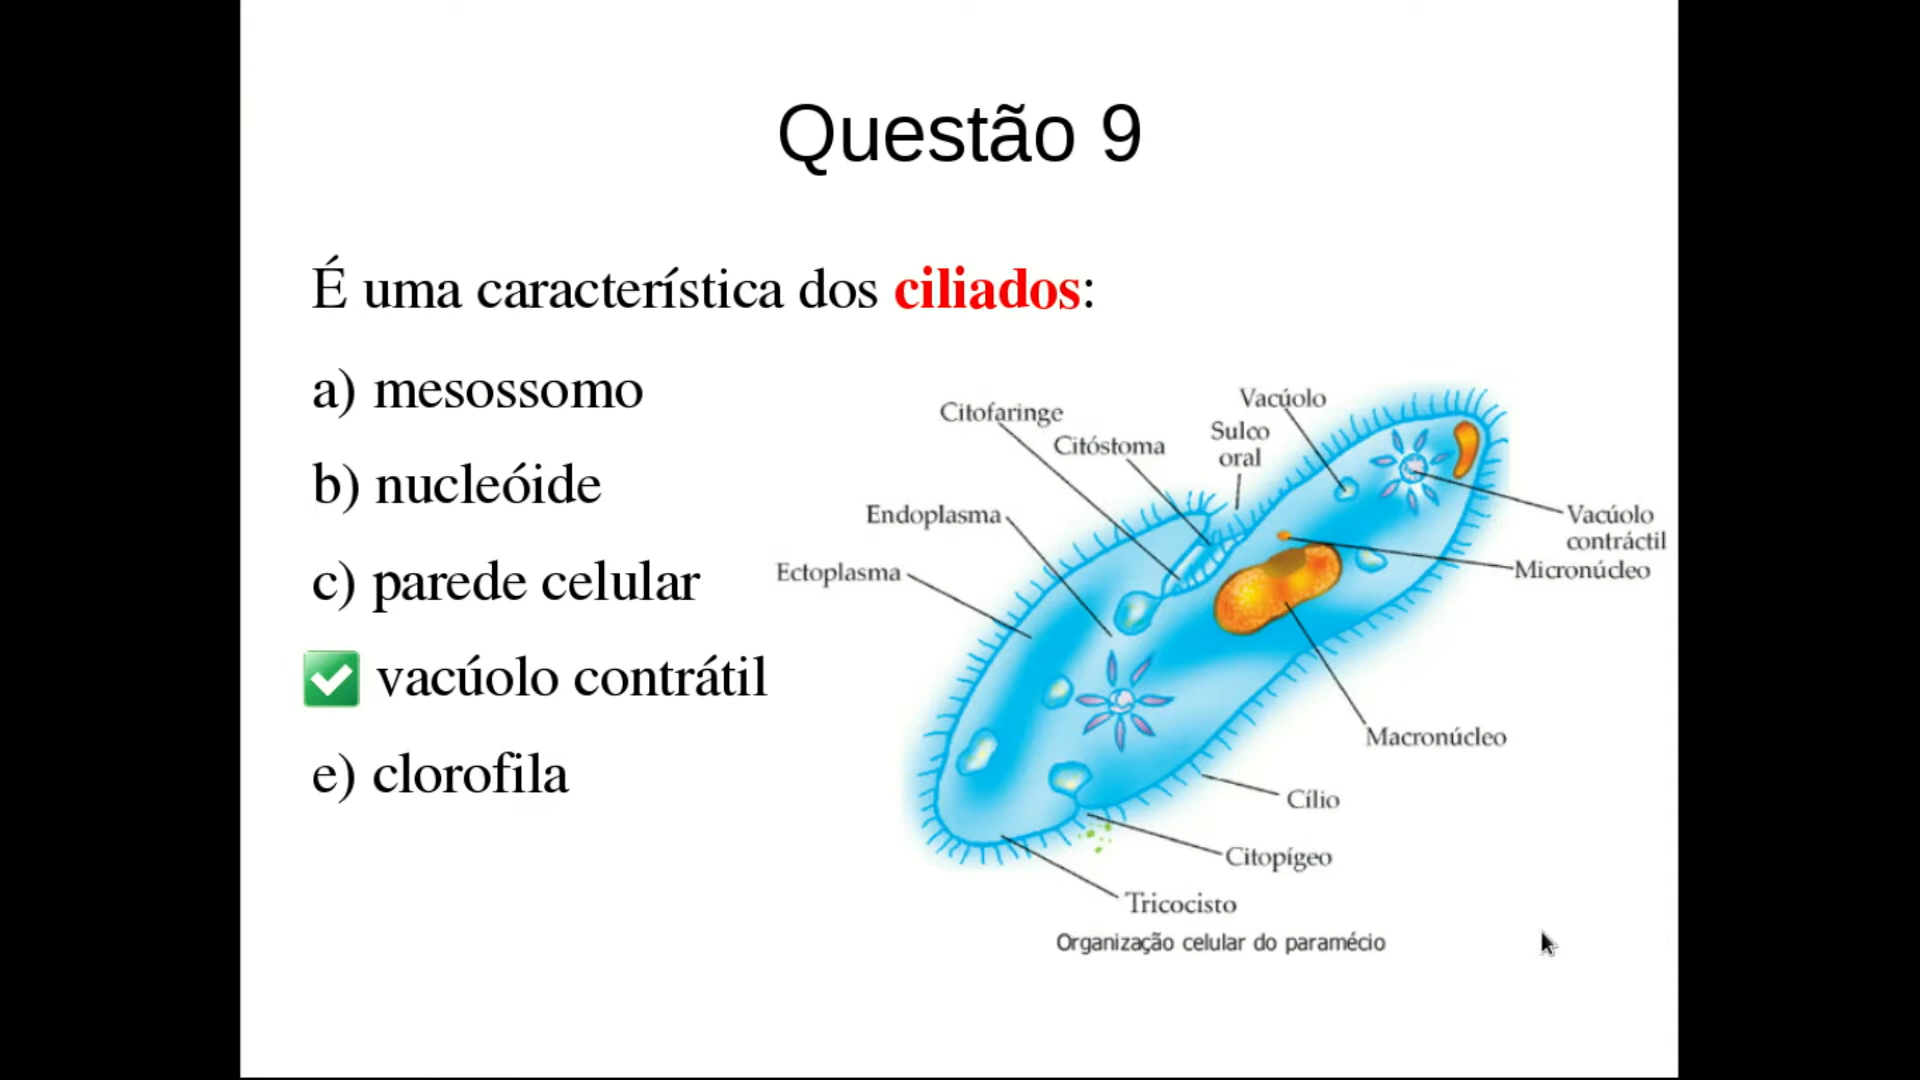 Questão 9
É uma característica dos ciliados:
a) mesossomo
b) nucleóide
c) parede celular
vacúolo contrátil
e) clorofila
Vacúolo
Citofaringe
Citóstoma
Sulco
oral
Endoplasma
Ectoplasma
Vacúolo
contráctil
Micronúcleo
Macronúcleo
Cílio
Citopígeo
Tricocisto
Organização celular do paramécio